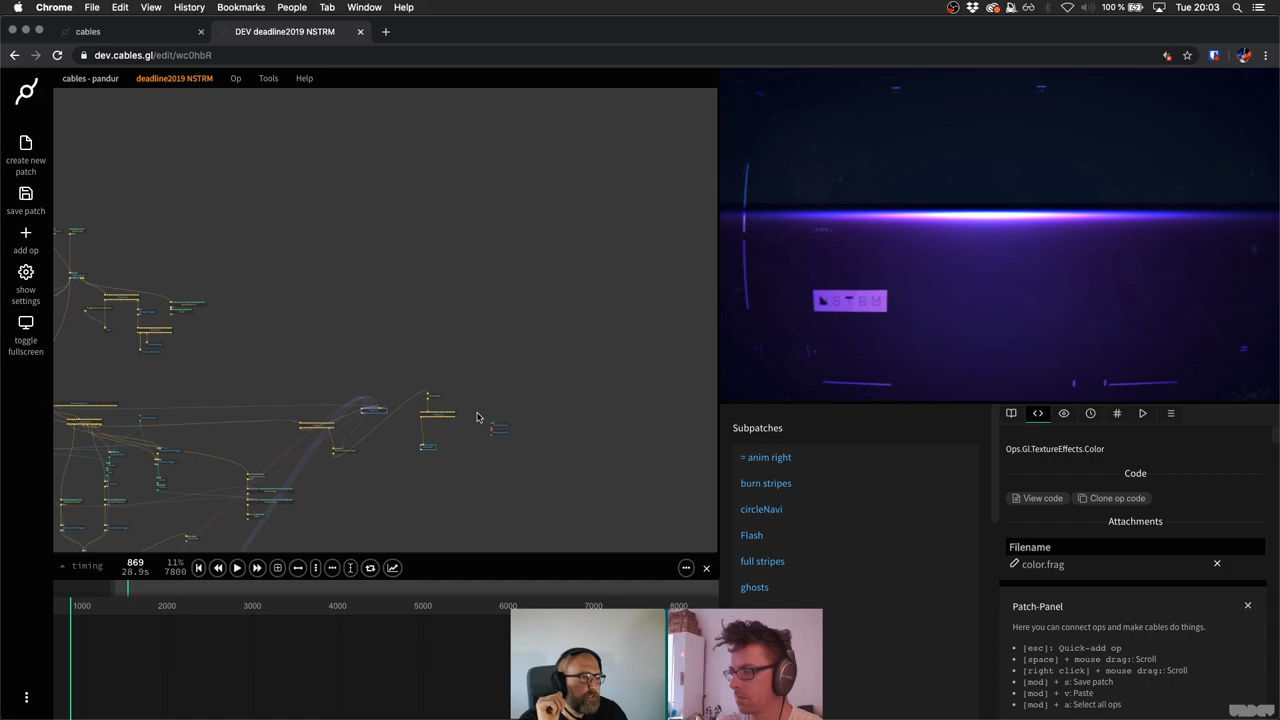 Chrome File Edit View History Bookmarks People Tab Window Help
100 % Tue 20:03
cables
DEV deadline2019 NSTRM
dev.cables.gl/edit/wc0hbR
cables - pandur deadline2019 NSTRM Op Tools Help
create new
patch
save patch
add op
show
settings
toggle
fullscreen
NSTRM
Subpatches
= anim right
burn stripes
circleNavi
Flash
full stripes
ghosts
Ops.Gl.TextureEffects.Color
Code
View code Clone op code
Attachments
Filename
color.frag
Patch-Panel
Here you can connect ops and make cables do things.
[esc]: Quick-add op
[space] + mouse drag:: Scroll
[right click] + mouse drag:: Scroll
[mod] + s: Save patch
[mod] + v: Paste
[mod] + a: Select all ops
timing
869 11%
28.9s 7800
1000 2000 3000 4000 5000 6000 7000 8000